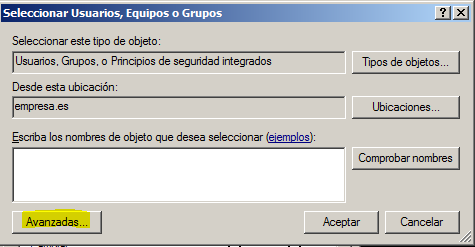 Seleccionar Usuarios, Equipos o Grupos
Seleccionar este tipo de objeto:
Usuarios, Grupos, o Principios de seguridad integrados
Tipos de objetos...
Desde esta ubicación:
empresa.es
Ubicaciones...
Escriba los nombres de objeto que desea seleccionar (ejemplos):
Comprobar nombres
Avanzadas...
Aceptar
Cancelar